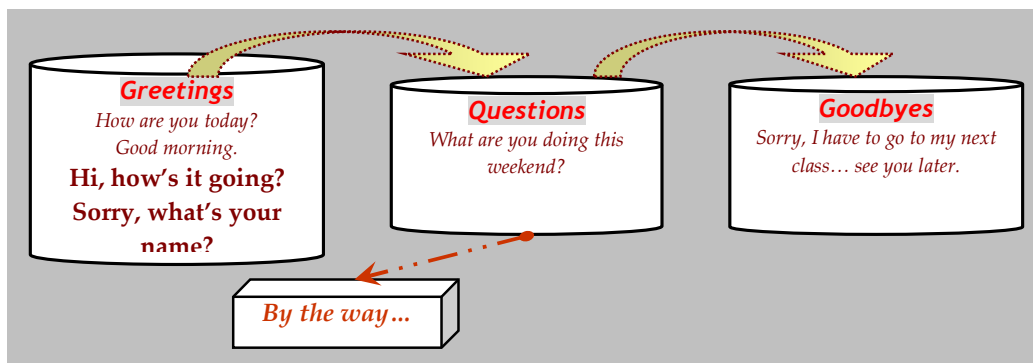 Greetings
How are you today?
Good morning.
Hi, how's it going?
Sorry, what's your
name?
Questions
What are you doing this
weekend?
Goodbyes
Sorry, I have to go to my next
class… see you later.
By the way…